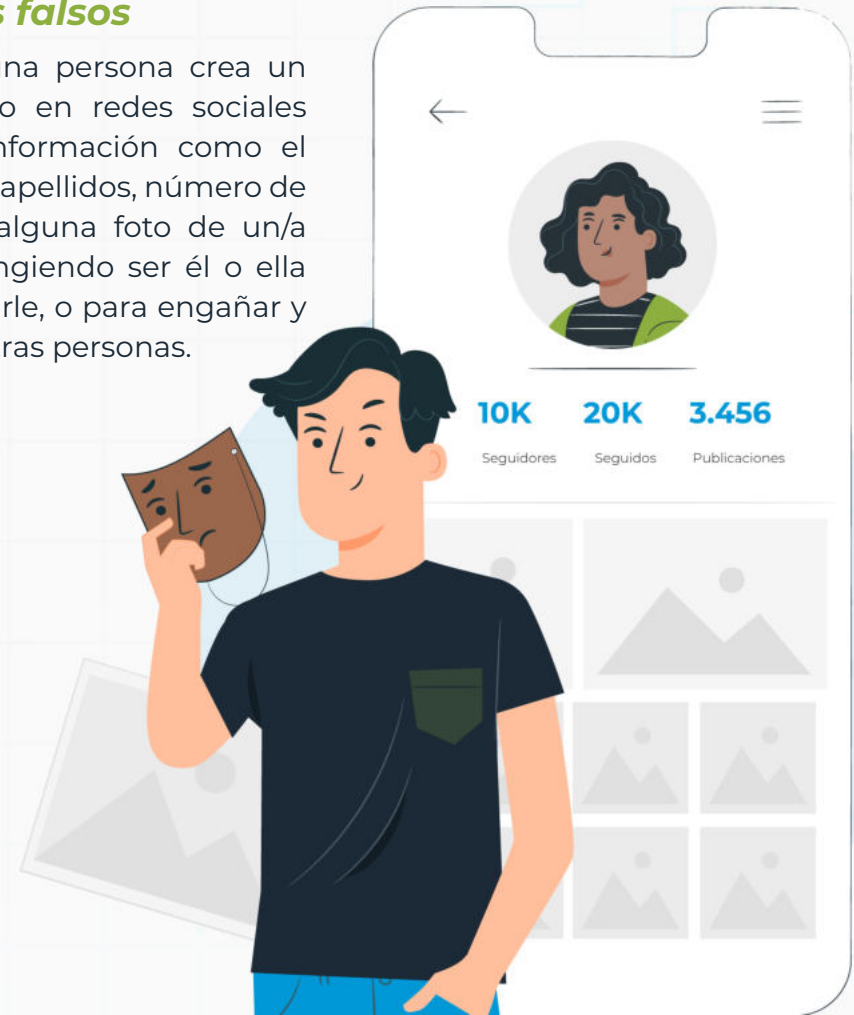 s falsos
una persona crea un
o en redes sociales
nformación como el
apellidos, número de
alguna foto de un/a
ngiendo ser él o ella
rle, o para engañar y
ras personas.
10K 20K 3.456
Seguidores Seguidos Publicaciones